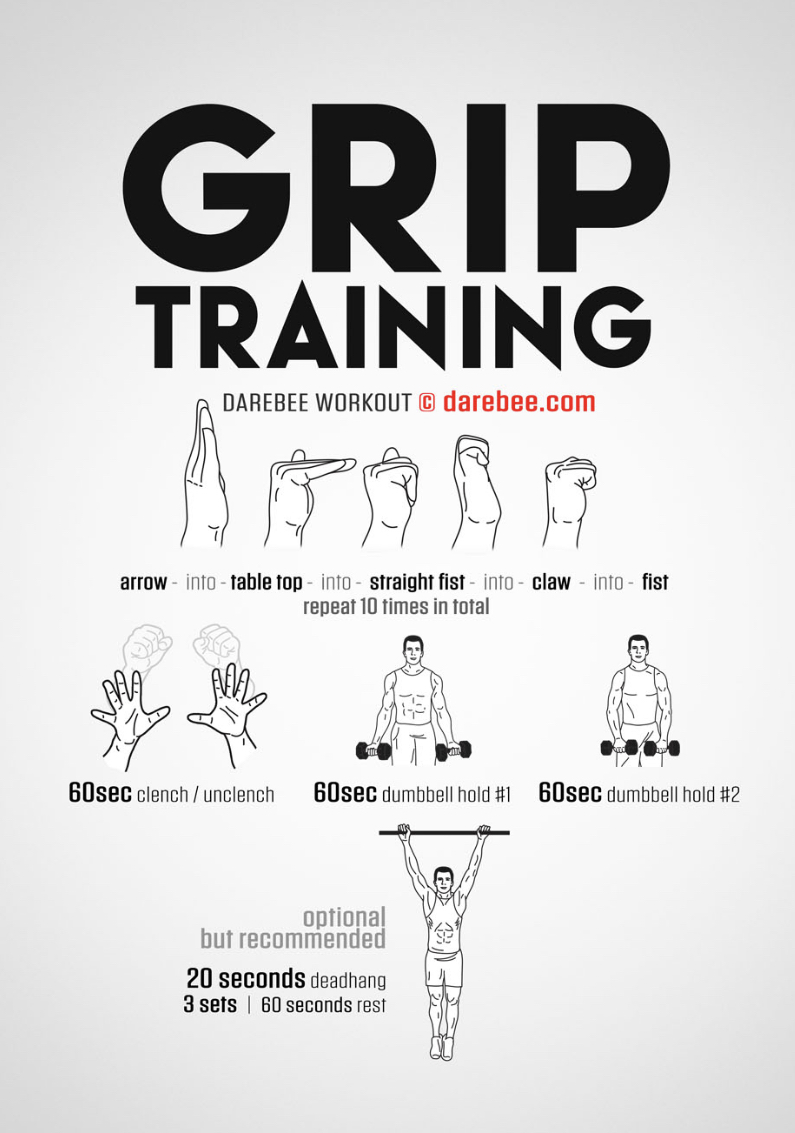 GRIP
TRAINING
DAREBEE WORKOUT © darebee.com
arrow - into - table top - into - straight fist - into - claw - into - fist
repeat 10 times in total
60sec clench / unclench 60sec dumbbell hold #1 60sec dumbbell hold #2
optional
but recommended
20 seconds deadhang
3 sets | 60 seconds rest